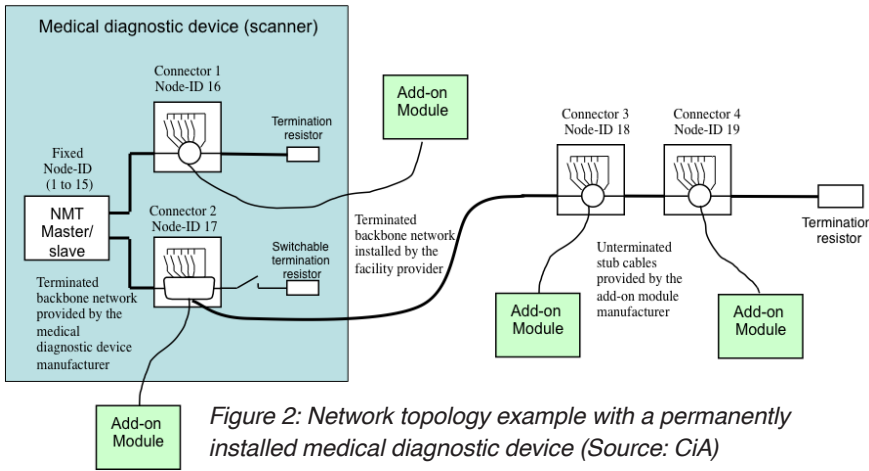 Medical diagnostic device (scanner)
Connector 1
Node-ID 16
Add-on
Module
Termination
resistor
Connector 3
Node-ID 18
Connector 4
Node-ID 19
Fixed
Node-ID
(1 to 15)
NMT
Master/
slave
Connector 2
Node-ID 17
Switchable
termination
resistor
Terminated
backbone network
installed by the
facility provider
Termination
resistor
Unterminated
stub cables
provided by the
add-on module
manufacturer
Terminated
backbone network
provided by the
medical
diagnostic device
manufacturer
Add-on
Module
Add-on
Module
Add-on
Module
Figure 2: Network topology example with a permanently
installed medical diagnostic device (Source: CiA)